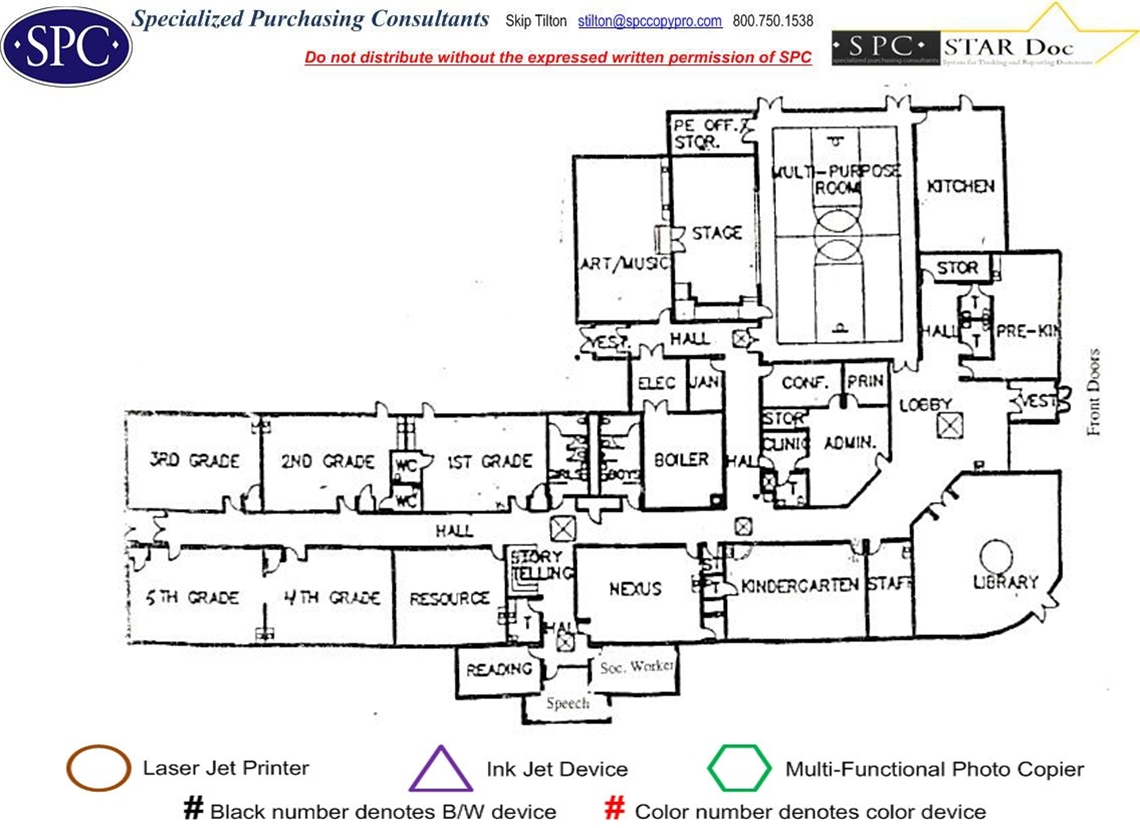 Specialized Purchasing Consultants Skip Tilton stilton@spccopypro.com 800.750.1538
·SPC·
Do not distribute without the expressed written permission of SPC
· S P C · STAR Doc
specialized purchasing consultants System for Tracking and Reporting Documents
PE OFF. &
STOR.
MULTI-PURPOSE
ROOM
KITCHEN
STAGE
ART/MUSIC
STOR
T
HALL
PRE-KIN
T
VEST.
HALL
Front Doors
ELEC
JAN
CONF.
PRIN
LOBBY
VEST
STOR
CLINIC
ADMIN.
3RD GRADE
2ND GRADE
WC
1ST GRADE
GIRLS
BOYS
BOILER
HALL
WC
T
HALL
STORY
TELLING
ST
5TH GRADE
4TH GRADE
RESOURCE
NEXUS
T
KINDERGARTEN
STAFF
LIBRARY
T
HALL
READING
Soc. Worker
Speech
Laser Jet Printer
Ink Jet Device
Multi-Functional Photo Copier
# Black number denotes B/W device
# Color number denotes color device